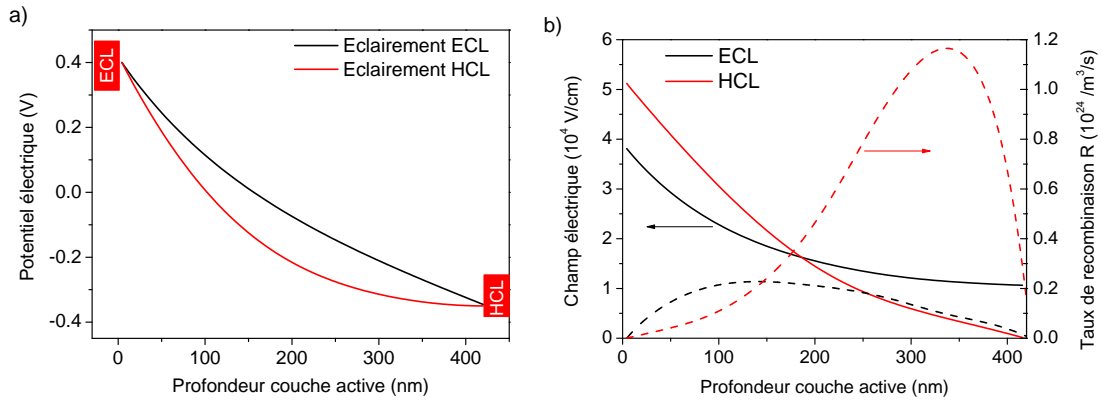 a)
Eclairement ECL
Eclairement HCL
ECL
HCL
0.4
0.2
0.0
-0.2
-0.4
Potentiel électrique (V)
0
100
200
300
400
Profondeur couche active (nm)
b)
ECL
HCL
6
5
4
3
2
1
0
Champ électrique (10⁴ V/cm)
0
100
200
300
400
Profondeur couche active (nm)
1.2
1.0
0.8
0.6
0.4
0.2
0.0
Taux de recombinaison R (10²⁴ /m³/s)